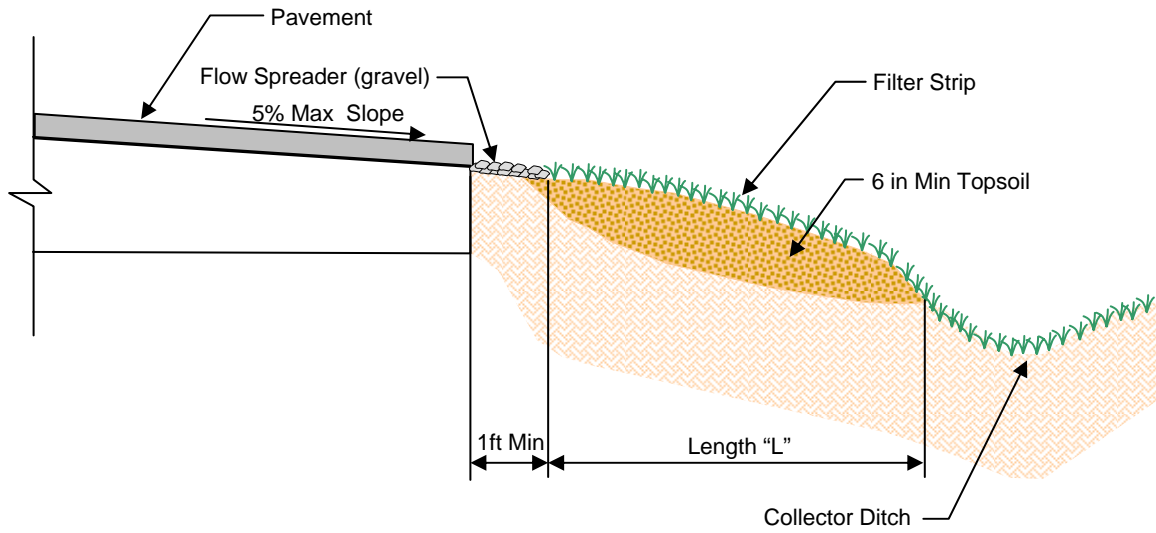 Pavement
Flow Spreader (gravel)
5% Max Slope
Filter Strip
6 in Min Topsoil
1ft Min
Length “L”
Collector Ditch